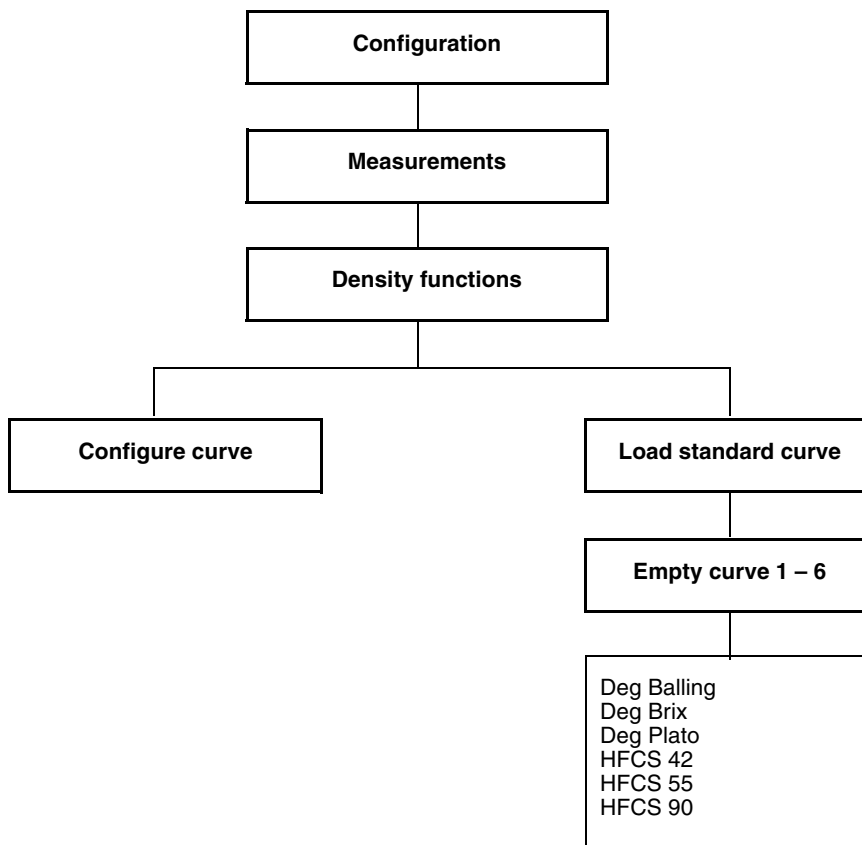 Configuration
Measurements
Density functions
Configure curve
Load standard curve
Empty curve 1 – 6
Deg Balling
Deg Brix
Deg Plato
HFCS 42
HFCS 55
HFCS 90